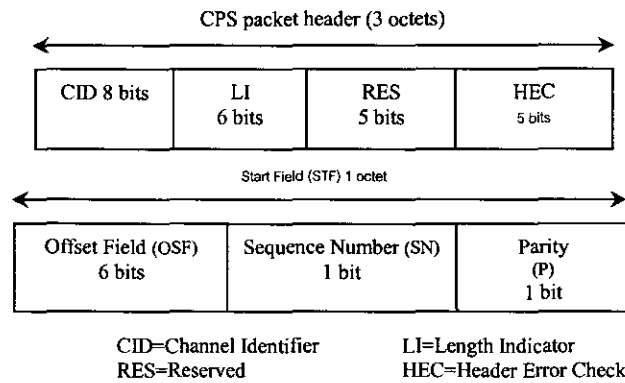 CPS packet header (3 octets)
CID 8 bits
LI
6 bits
RES
5 bits
HEC
5 bits
Start Field (STF) 1 octet
Offset Field (OSF)
6 bits
Sequence Number (SN)
1 bit
Parity
(P)
1 bit
CID=Channel Identifier
LI=Length Indicator
RES=Reserved
HEC=Header Error Check